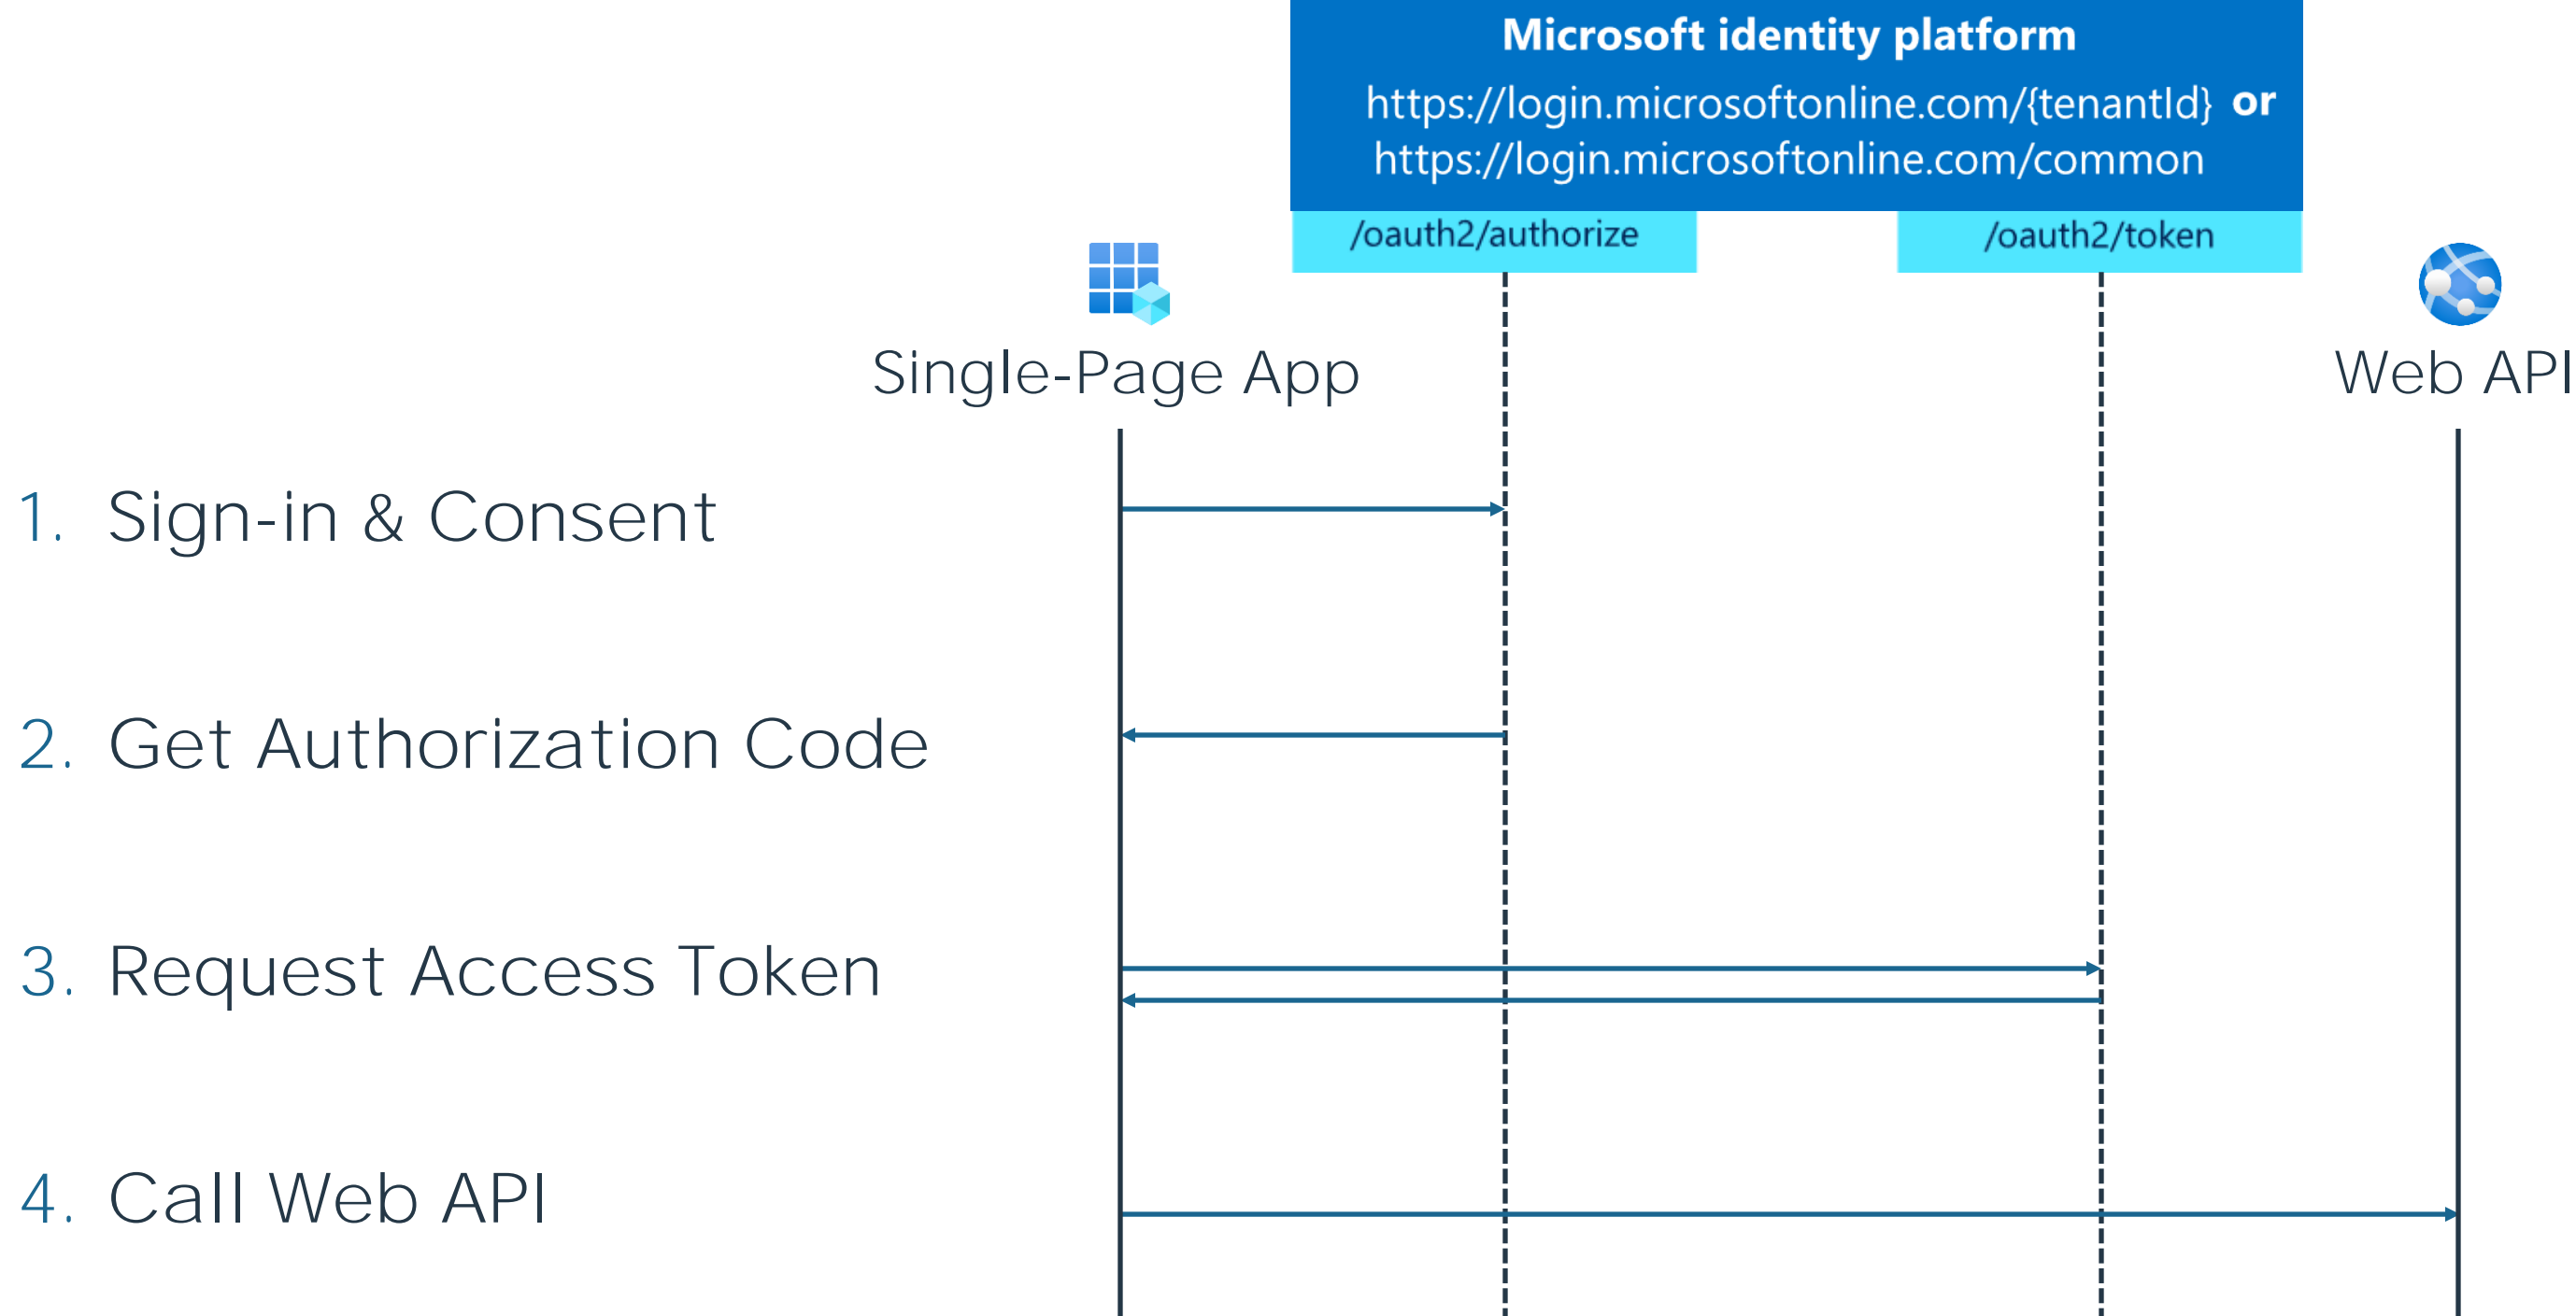 Microsoft identity platform
https://login.microsoftonline.com/{tenantId} or
https://login.microsoftonline.com/common
/oauth2/authorize
/oauth2/token
Single-Page App
Web API
1. Sign-in & Consent
2. Get Authorization Code
3. Request Access Token
4. Call Web API